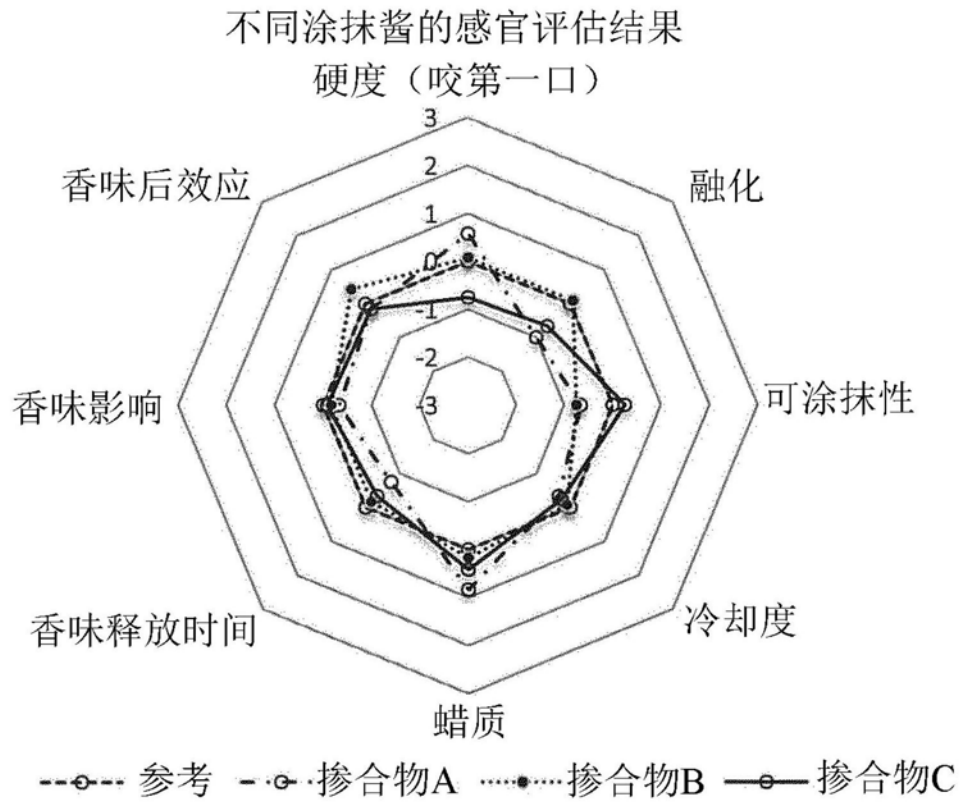 不同涂抹酱的感官评估结果
硬度（咬第一口）
3
2
1
0
-1
-2
-3
香味后效应
融化
香味影响
可涂抹性
香味释放时间
冷却度
蜡质
参考 掺合物A 掺合物B 掺合物C